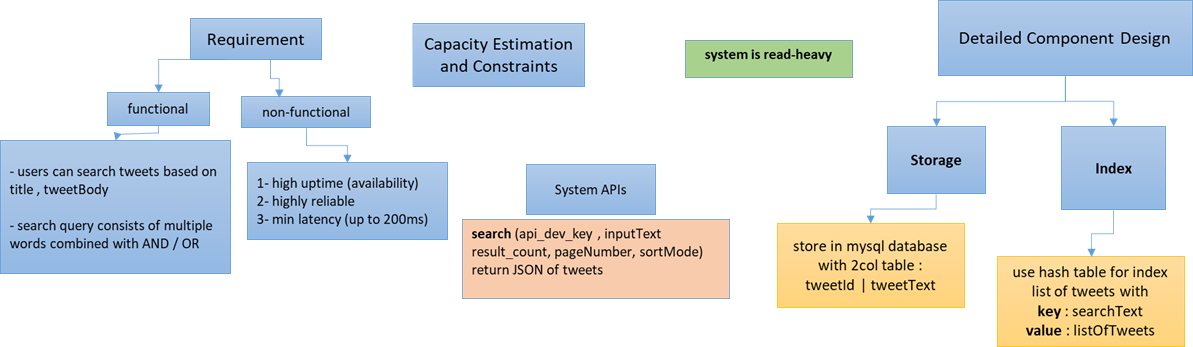 Requirement
functional
non-functional
- users can search tweets based on
title , tweetBody
- search query consists of multiple
words combined with AND / OR
1- high uptime (availability)
2- highly reliable
3- min latency (up to 200ms)
Capacity Estimation
and Constraints
system is read-heavy
System APIs
search (api_dev_key , inputText
result_count, pageNumber, sortMode)
return JSON of tweets
Detailed Component Design
Storage
Index
store in mysql database
with 2col table :
tweetId | tweetText
use hash table for index
list of tweets with
key : searchText
value : listOfTweets